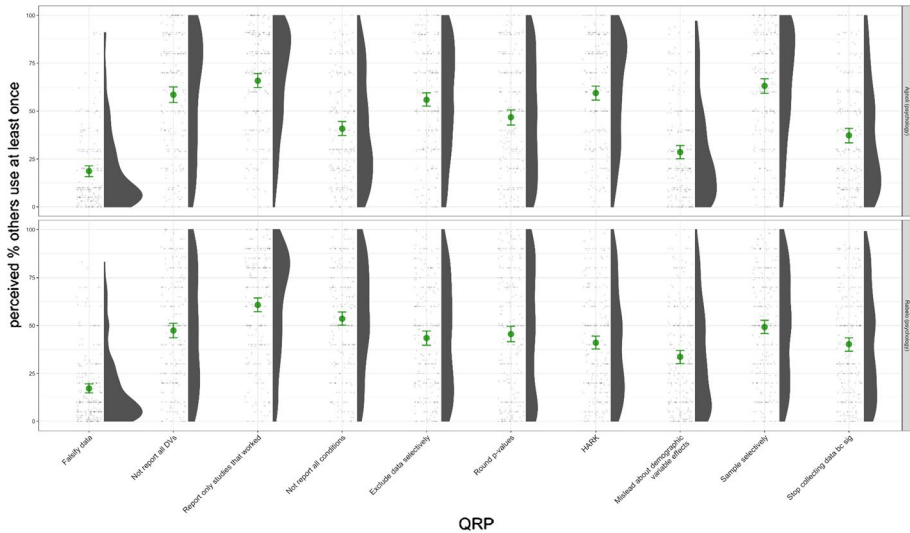 perceived % others use at least once
100
75
50
25
0
Agnoli (psychology)
100
75
50
25
0
Rabelo (psychology)
Falsify data
Not report all DVs
Report only studies that worked
Not report all conditions
Exclude data selectively
Round p-values
HARK
Mislead about demographic
variable effects
Sample selectively
Stop collecting data bc sig
QRP